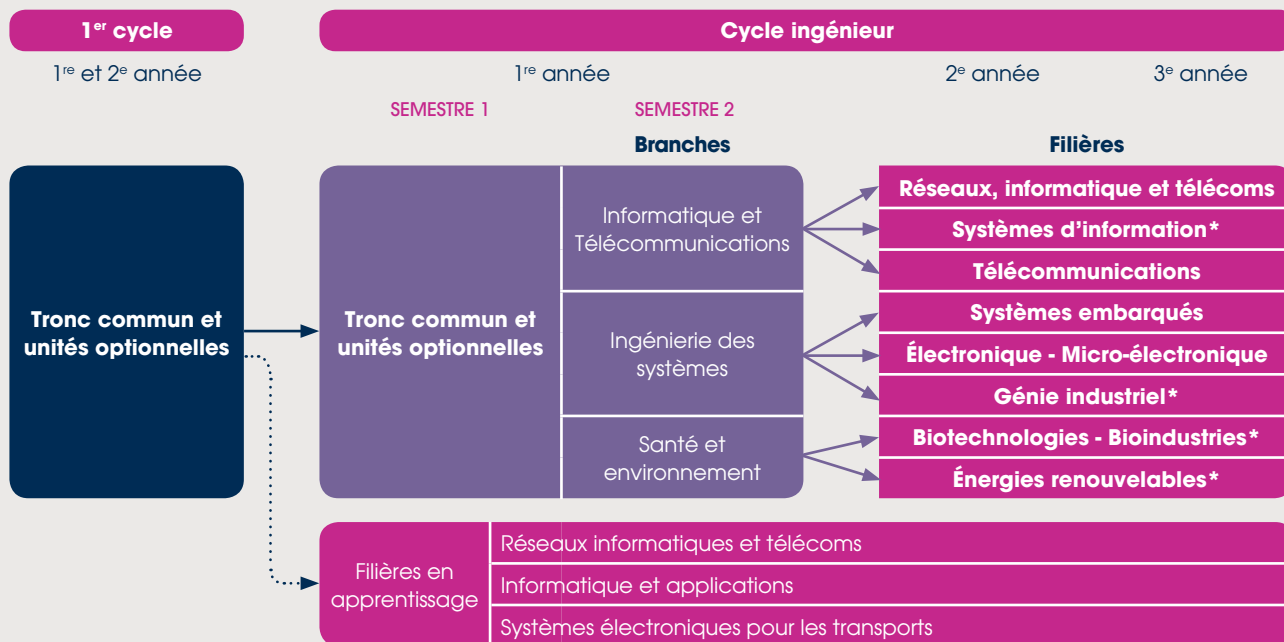 1er cycle
Cycle ingénieur
1re et 2e année
1re année
2e année
3e année
SEMESTRE 1
SEMESTRE 2
Branches
Filières
Tronc commun et
unités optionnelles
Tronc commun et
unités optionnelles
Informatique et
Télécommunications
Ingénierie des
systèmes
Santé et
environnement
Réseaux, informatique et télécoms
Systèmes d'information*
Télécommunications
Systèmes embarqués
Électronique - Micro-électronique
Génie industriel*
Biotechnologies - Bioindustries*
Énergies renouvelables*
Filières en
apprentissage
Réseaux informatiques et télécoms
Informatique et applications
Systèmes électroniques pour les transports